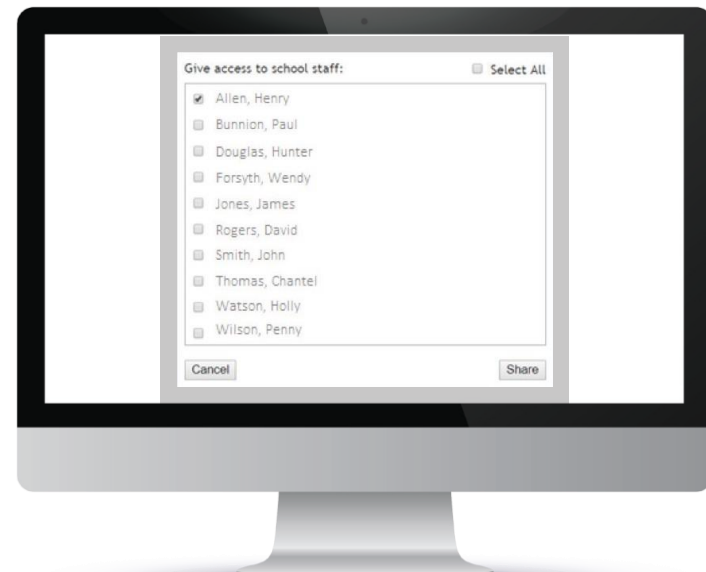 Give access to school staff: Select All
Allen, Henry
Bunnion, Paul
Douglas, Hunter
Forsyth, Wendy
Jones, James
Rogers, David
Smith, John
Thomas, Chantel
Watson, Holly
Wilson, Penny
Cancel Share